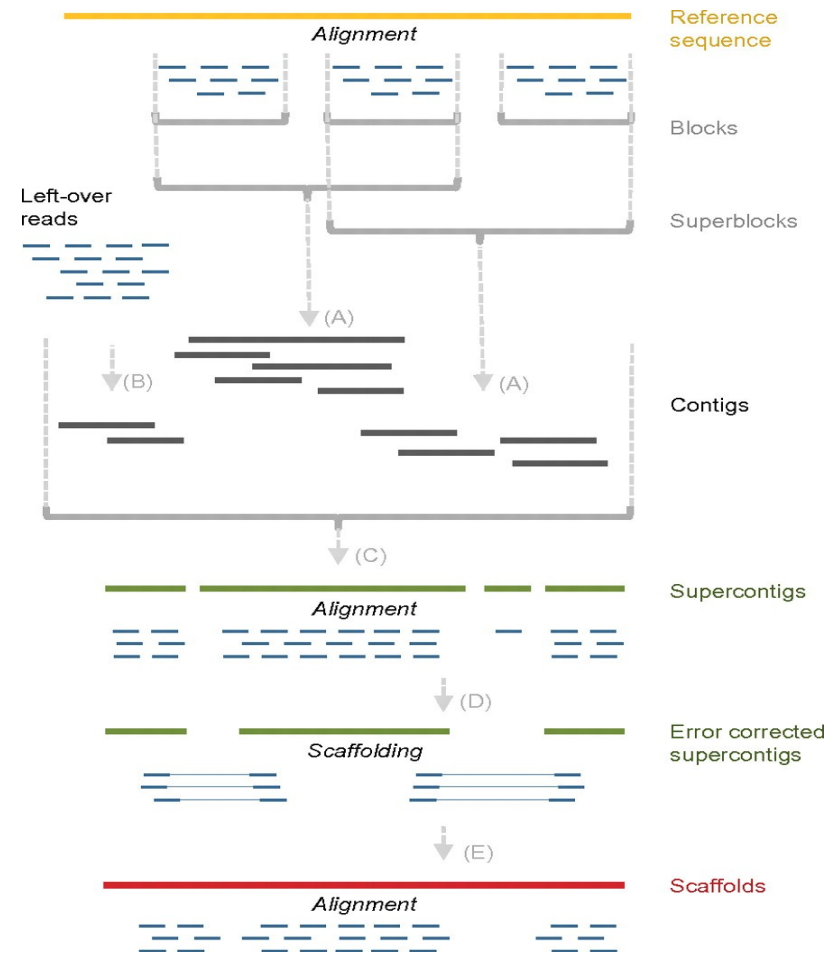 Reference
sequence
Alignment
Blocks
Left-over
reads
Superblocks
(A)
(B)
(A)
Contigs
(C)
Supercontigs
Alignment
(D)
Error corrected
supercontigs
Scaffolding
(E)
Scaffolds
Alignment